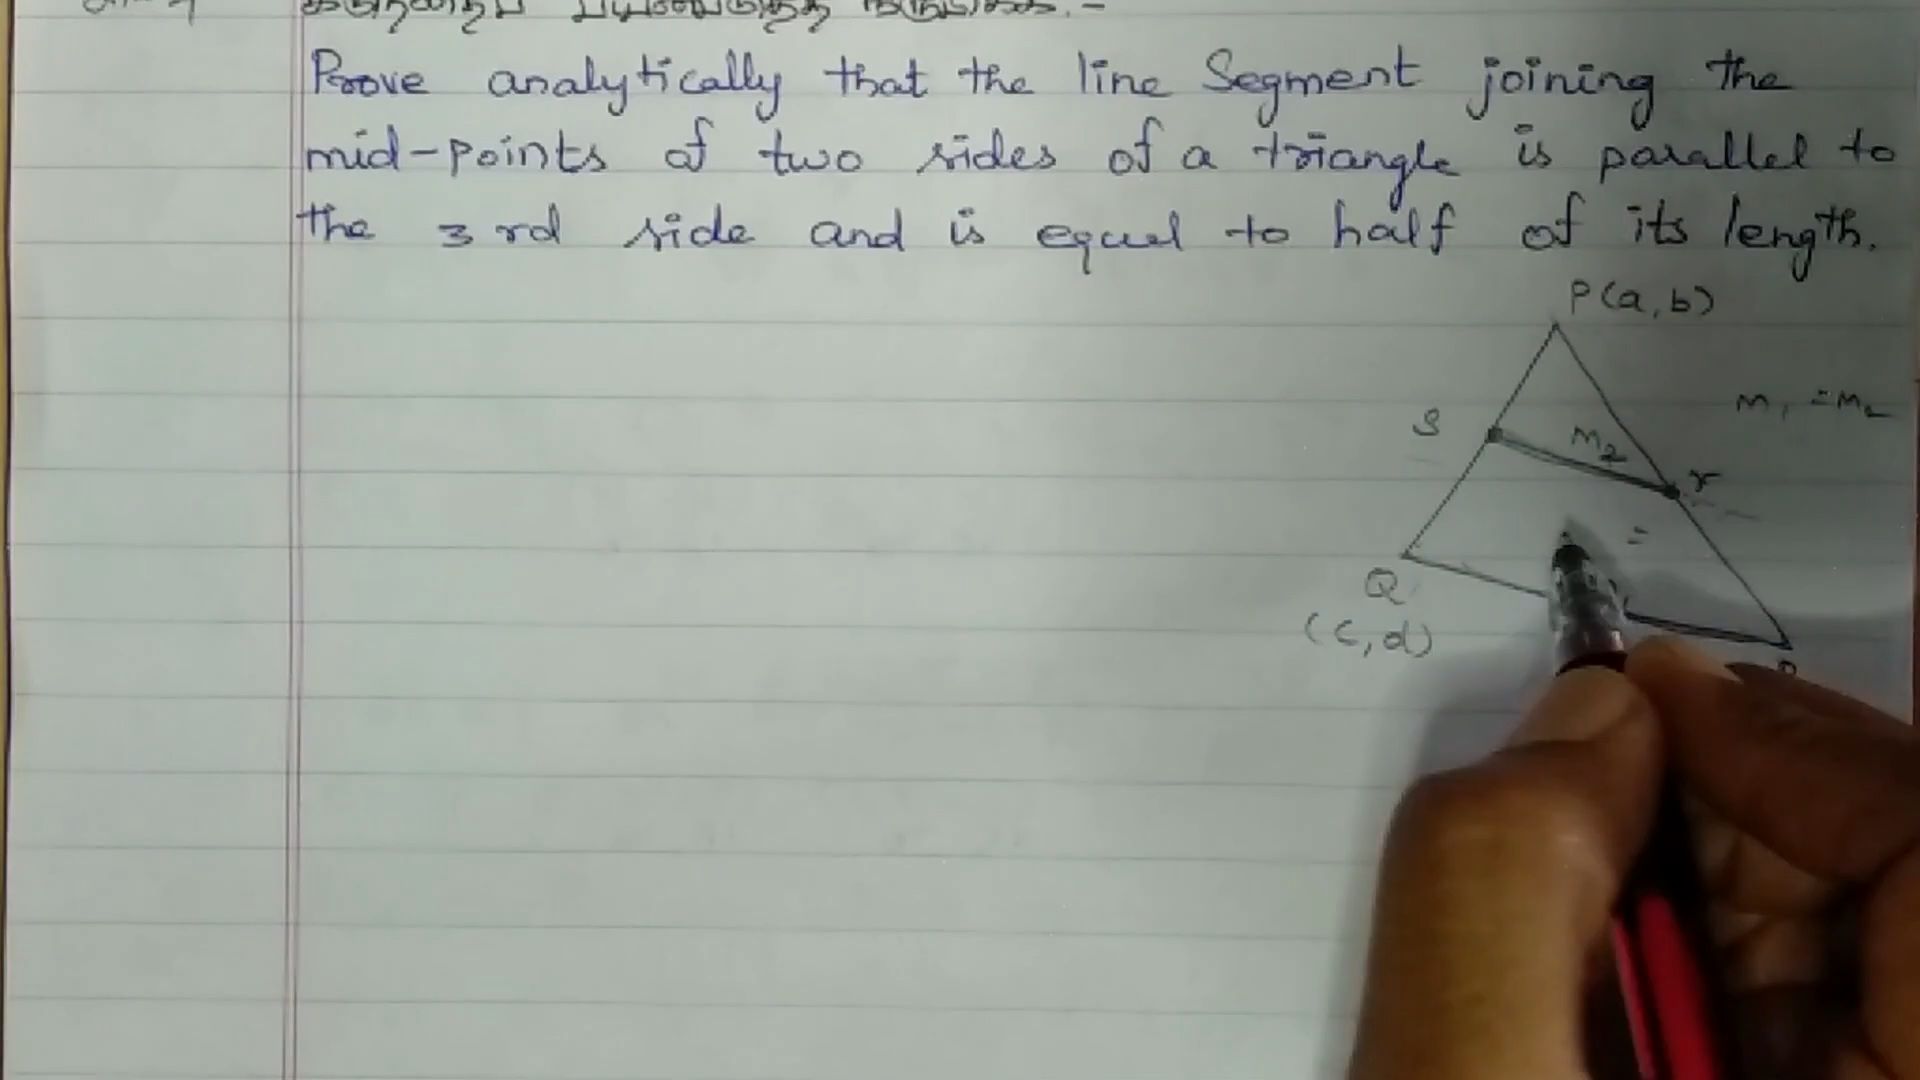 Prove analytically that the line Segment joining the
mid-points of two sides of a triangle is parallel to
the 3rd side and is equal to half of its length.
P(a,b)
m1 = m2
S
m2
r
=
Q
(c,d)